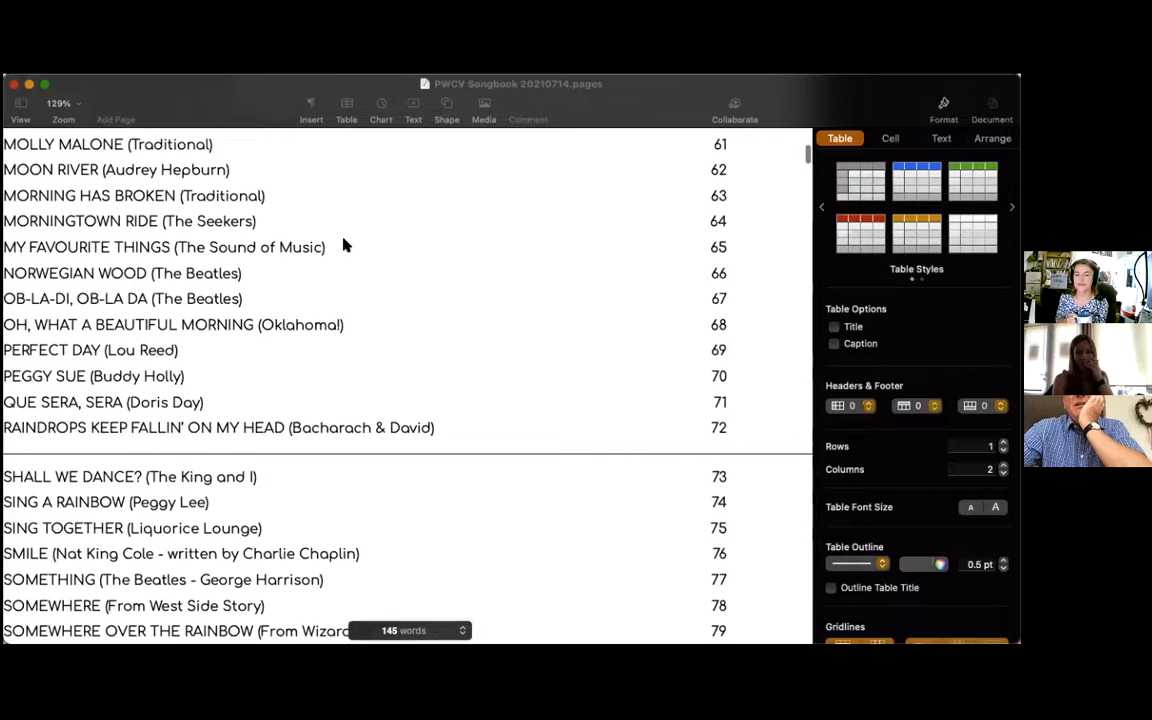 PWCV Songbook 20210714.pages
129%
View Zoom Add Page Insert Table Chart Text Shape Media Comment Collaborate Format Document
MOLLY MALONE (Traditional) 61
MOON RIVER (Audrey Hepburn) 62
MORNING HAS BROKEN (Traditional) 63
MORNINGTOWN RIDE (The Seekers) 64
MY FAVOURITE THINGS (The Sound of Music) 65
NORWEGIAN WOOD (The Beatles) 66
OB-LA-DI, OB-LA DA (The Beatles) 67
OH, WHAT A BEAUTIFUL MORNING (Oklahoma!) 68
PERFECT DAY (Lou Reed) 69
PEGGY SUE (Buddy Holly) 70
QUE SERA, SERA (Doris Day) 71
RAINDROPS KEEP FALLIN' ON MY HEAD (Bacharach & David) 72
SHALL WE DANCE? (The King and I) 73
SING A RAINBOW (Peggy Lee) 74
SING TOGETHER (Liquorice Lounge) 75
SMILE (Nat King Cole - written by Charlie Chaplin) 76
SOMETHING (The Beatles - George Harrison) 77
SOMEWHERE (From West Side Story) 78
SOMEWHERE OVER THE RAINBOW (From Wizard 79
145 words
Table Cell Text Arrange
Table Styles
Table Options
Title
Caption
Headers & Footer
0 0 0
Rows 1
Columns 2
Table Font Size A A
Table Outline
0.5 pt
Outline Table Title
Gridlines